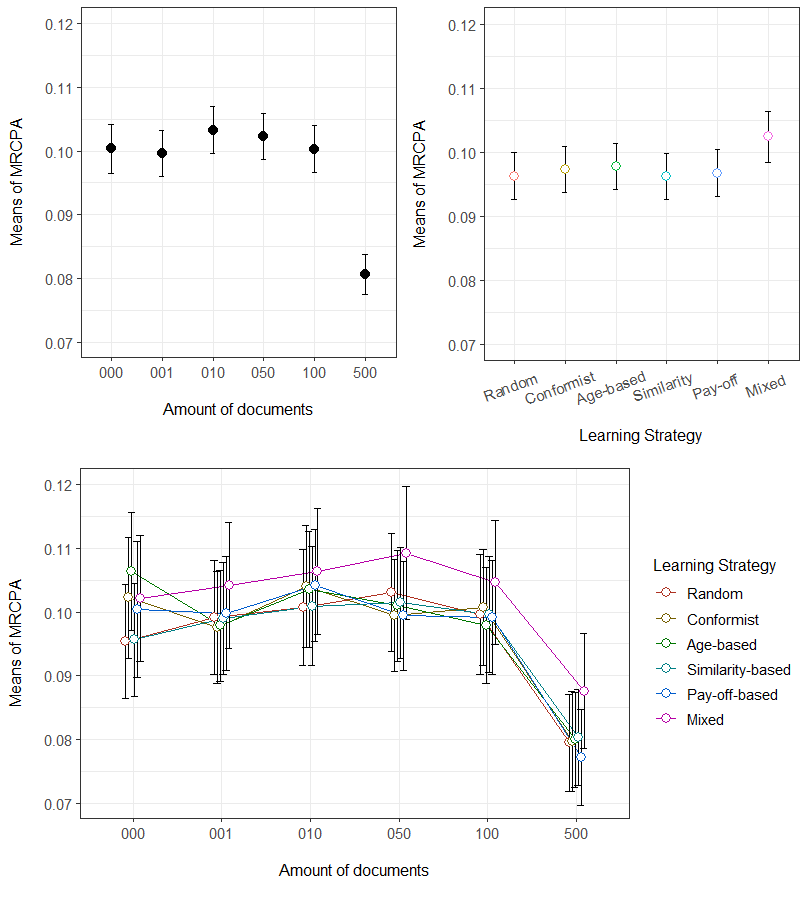 0.12
0.11
0.10
0.09
0.08
0.07
Means of MRCPA
000 001 010 050 100 500
Amount of documents
0.12
0.11
0.10
0.09
0.08
0.07
Means of MRCPA
Random Conformist Age-based Similarity Pay-off Mixed
Learning Strategy
0.12
0.11
0.10
0.09
0.08
0.07
Means of MRCPA
000 001 010 050 100 500
Amount of documents
Learning Strategy
Random
Conformist
Age-based
Similarity-based
Pay-off-based
Mixed